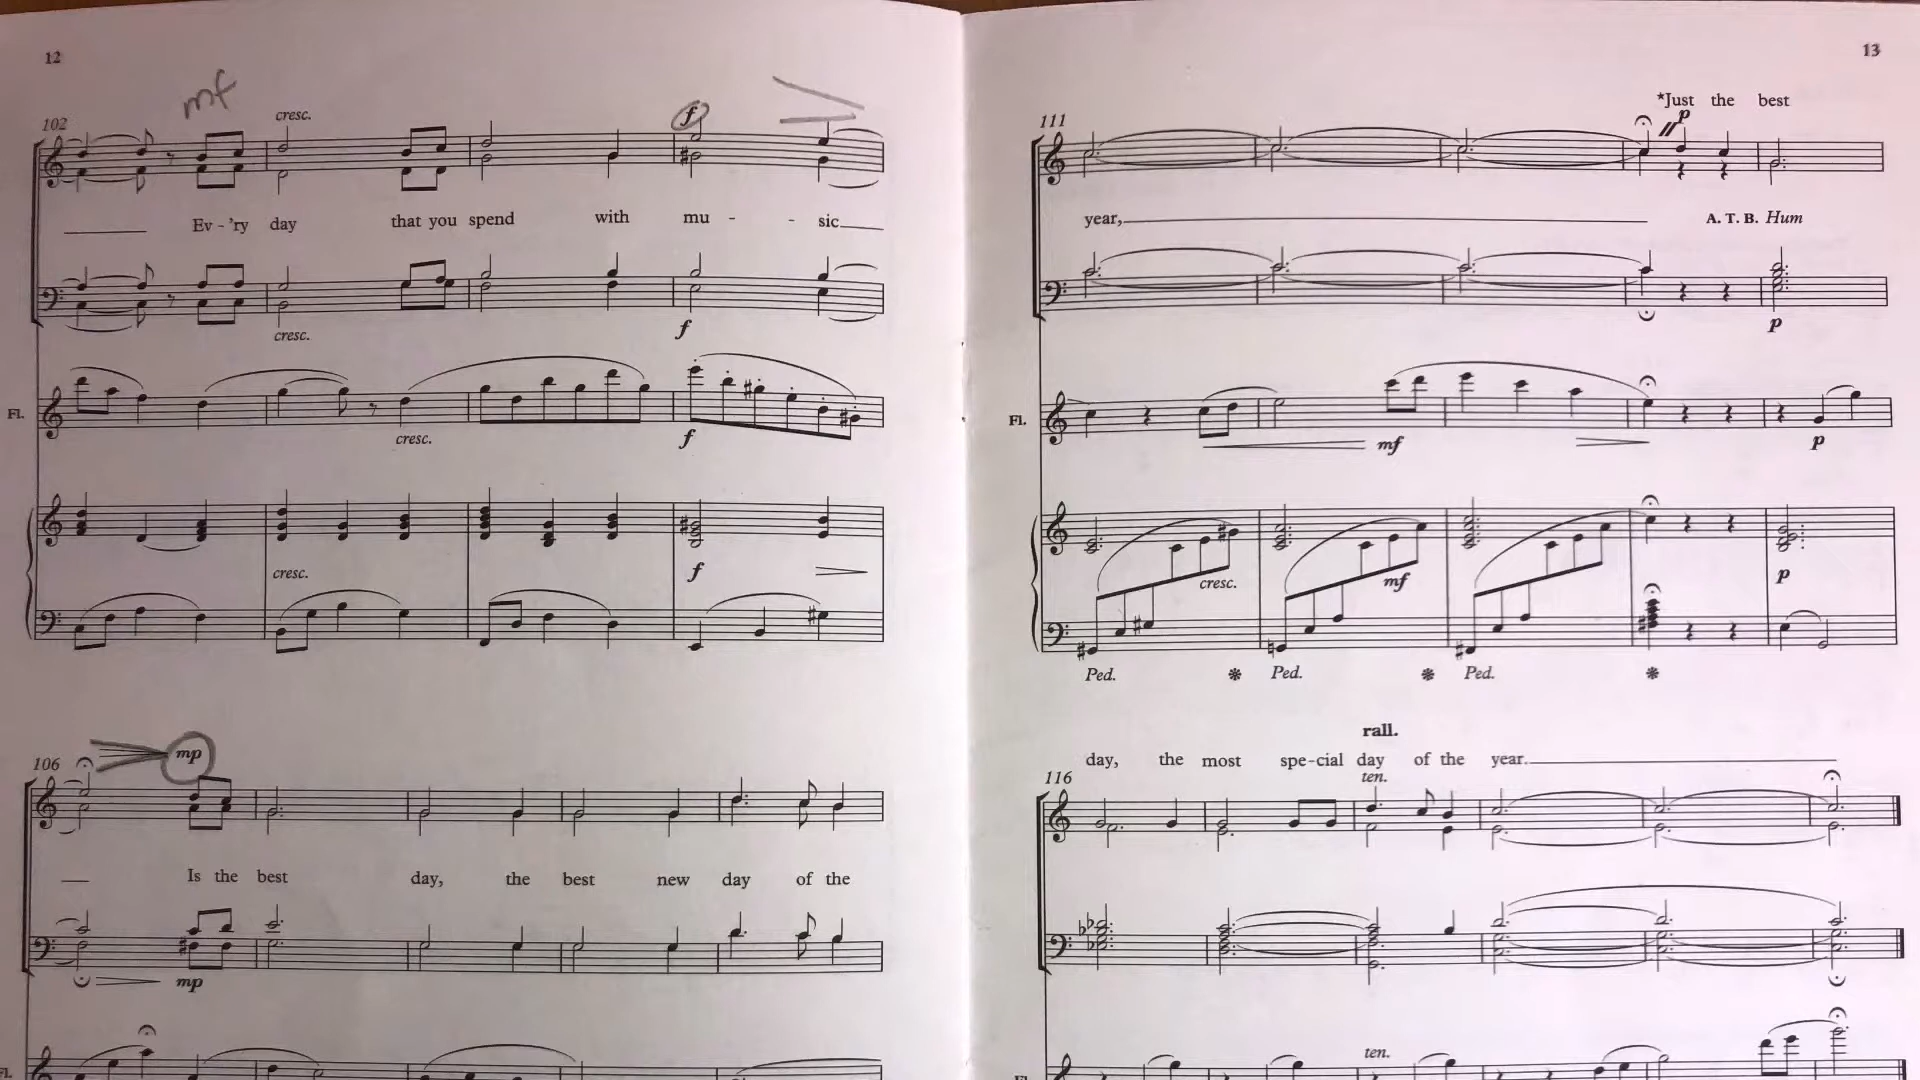 12
mf
102
cresc.
f
Ev - 'ry day that you spend with mu - - sic
cresc.
f
Fl.
cresc.
f
cresc.
f
106
mp
Is the best day, the best new day of the
mp
Fl.
13
*Just the best
111
p
year, A. T. B. Hum
p
Fl.
mf
p
cresc.
mf
p
Ped. Ped. Ped.
rall.
day, the most spe-cial day of the year.
116
ten.
ten.